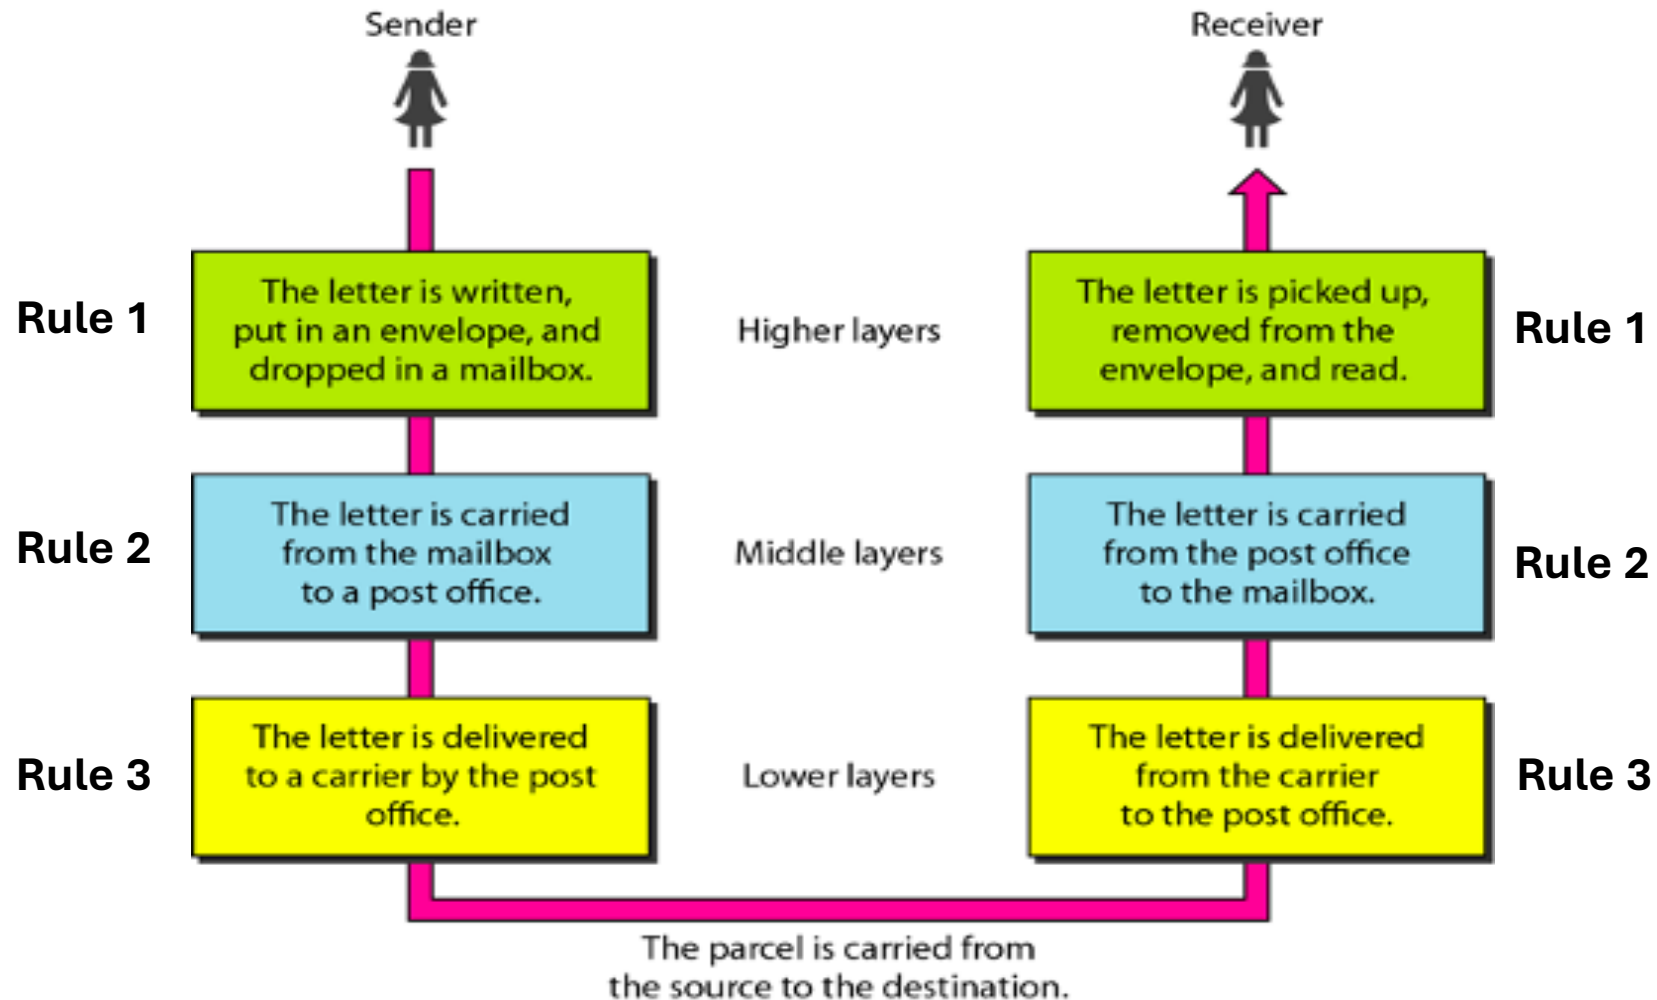 Sender
Receiver
Rule 1
The letter is written,
put in an envelope, and
dropped in a mailbox.
Higher layers
The letter is picked up,
removed from the
envelope, and read.
Rule 1
Rule 2
The letter is carried
from the mailbox
to a post office.
Middle layers
The letter is carried
from the post office
to the mailbox.
Rule 2
Rule 3
The letter is delivered
to a carrier by the post
office.
Lower layers
The letter is delivered
from the carrier
to the post office.
Rule 3
The parcel is carried from
the source to the destination.